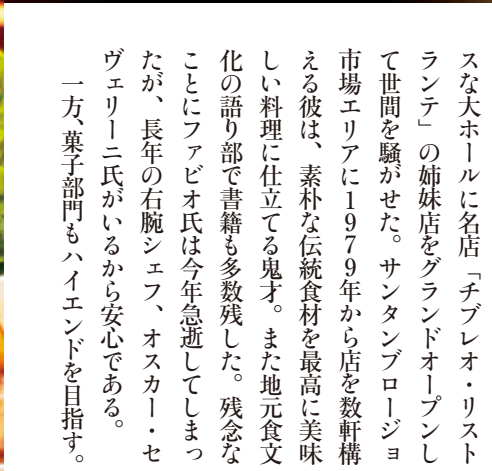 スな大ホールに名店「チブレオ・リスト
ランテ」の姉妹店をグランドオープンし
て世間を騒がせた。サンタンブロージョ
市場エリアに1979年から店を数軒構
える彼は、素朴な伝統食材を最高に美味
しい料理に仕立てる鬼才。また地元食文
化の語り部で書籍も多数残した。残念な
ことにファビオ氏は今年急逝してしまっ
たが、長年の右腕シェフ、オスカー・セ
ヴェリーニ氏がいるから安心である。
一方、菓子部門もハイエンドを目指す。